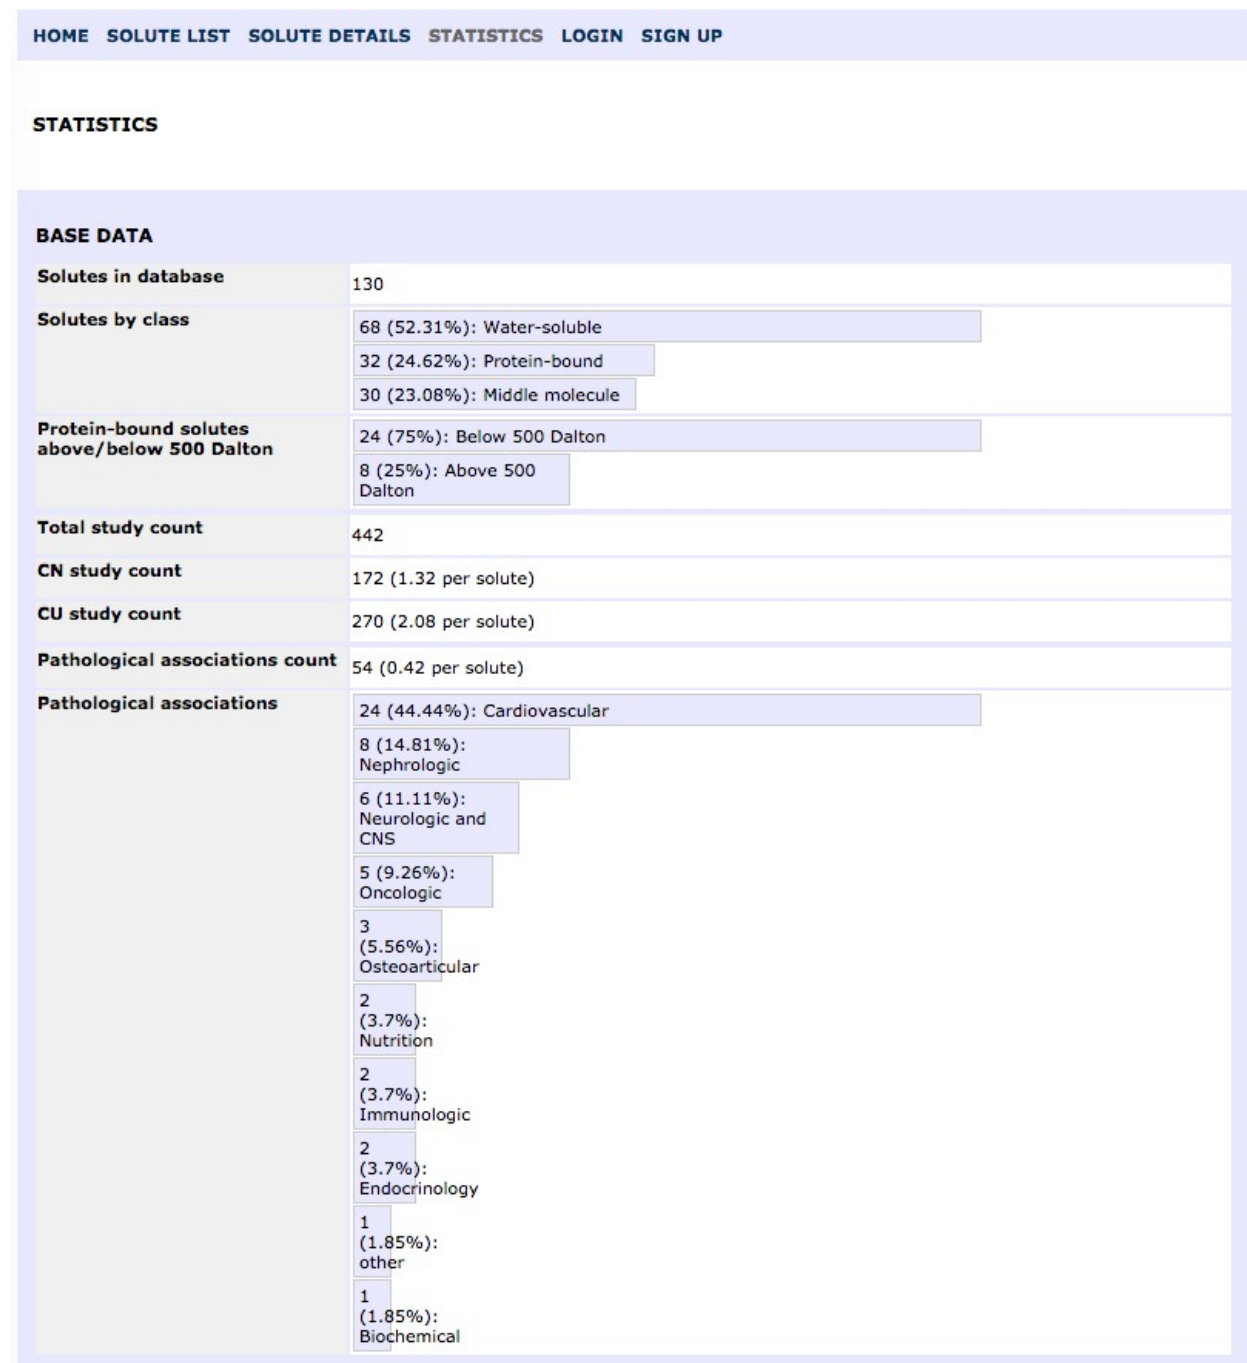 HOME SOLUTE LIST SOLUTE DETAILS STATISTICS LOGIN SIGN UP
STATISTICS
BASE DATA
Solutes in database
130
Solutes by class
68 (52.31%): Water-soluble
32 (24.62%): Protein-bound
30 (23.08%): Middle molecule
Protein-bound solutes
above/below 500 Dalton
24 (75%): Below 500 Dalton
8 (25%): Above 500
Dalton
Total study count
442
CN study count
172 (1.32 per solute)
CU study count
270 (2.08 per solute)
Pathological associations count
54 (0.42 per solute)
Pathological associations
24 (44.44%): Cardiovascular
8 (14.81%):
Nephrologic
6 (11.11%):
Neurologic and
CNS
5 (9.26%):
Oncologic
3
(5.56%):
Osteoarticular
2
(3.7%):
Nutrition
2
(3.7%):
Immunologic
2
(3.7%):
Endocrinology
1
(1.85%):
other
1
(1.85%):
Biochemical